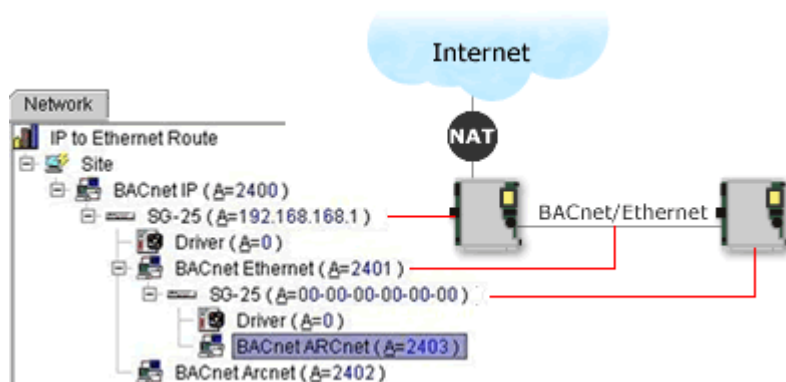 Internet
NAT
BACnet/Ethernet
Network
IP to Ethernet Route
Site
BACnet IP (A=2400)
SG-25 (A=192.168.168.1)
Driver (A=0)
BACnet Ethernet (A=2401)
SG-25 (A=00-00-00-00-00-00)
Driver (A=0)
BACnet ARCnet (A=2403)
BACnet Arcnet (A=2402)